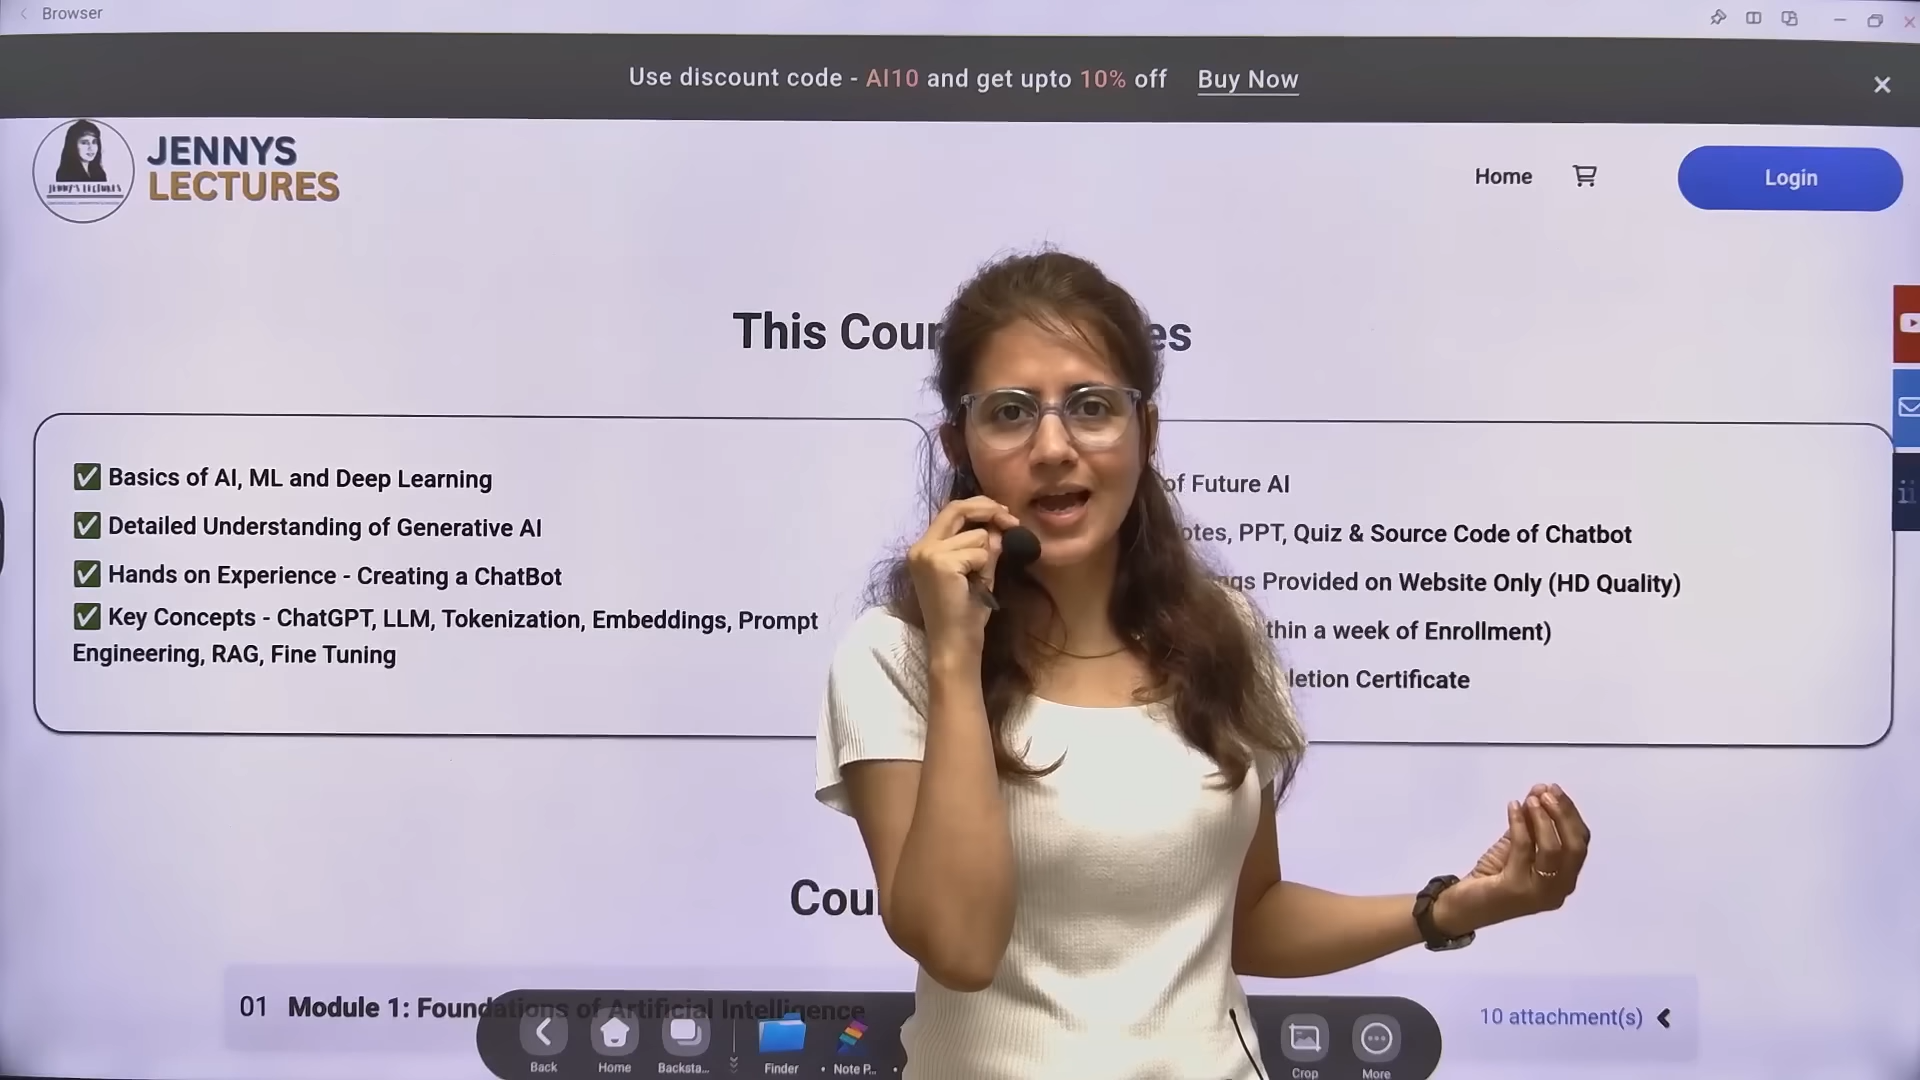 Browser
Use discount code - AI10 and get upto 10% off Buy Now
JENNYS
LECTURES
JENNY'S LECTURES
Home
Login
This Cour es
✅ Basics of AI, ML and Deep Learning
✅ Detailed Understanding of Generative AI
✅ Hands on Experience - Creating a ChatBot
✅ Key Concepts - ChatGPT, LLM, Tokenization, Embeddings, Prompt
Engineering, RAG, Fine Tuning
of Future AI
otes, PPT, Quiz & Source Code of Chatbot
ngs Provided on Website Only (HD Quality)
thin a week of Enrollment)
letion Certificate
Cou
01 Module 1: Foundations of Artificial Intelligence
10 attachment(s)
Back
Home
Backsta...
Finder
Note P...
Crop
More